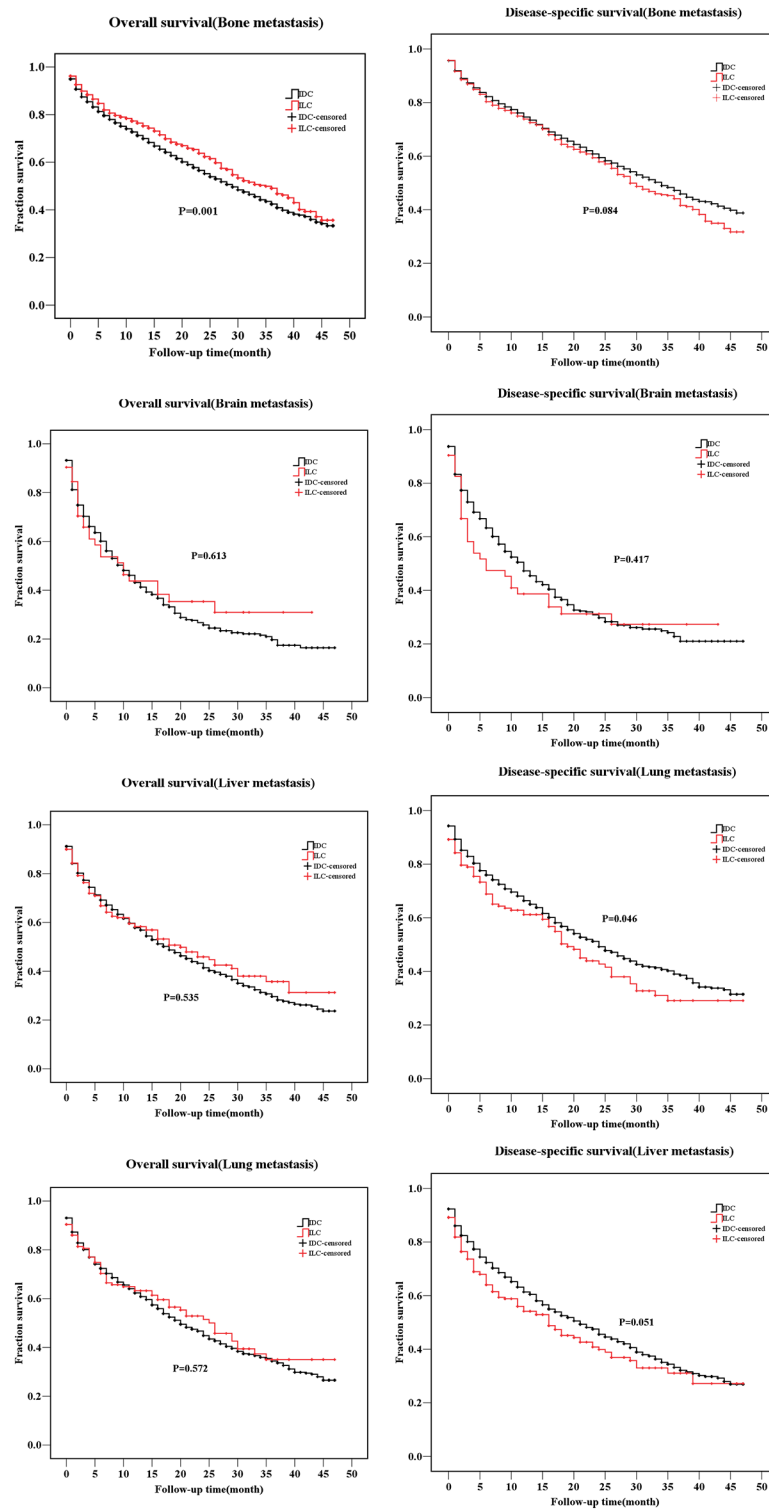 Overall survival(Bone metastasis)
Fraction survival
1.0
0.8
0.6
0.4
0.2
0.0
IDC
ILC
IDC-censored
ILC-censored
P=0.001
0 5 10 15 20 25 30 35 40 45 50
Follow-up time(month)
Disease-specific survival(Bone metastasis)
Fraction survival
1.0
0.8
0.6
0.4
0.2
0.0
IDC
ILC
IDC-censored
ILC-censored
P=0.084
0 5 10 15 20 25 30 35 40 45 50
Follow-up time(month)
Overall survival(Brain metastasis)
Fraction survival
1.0
0.8
0.6
0.4
0.2
0.0
IDC
ILC
IDC-censored
ILC-censored
P=0.613
0 5 10 15 20 25 30 35 40 45 50
Follow-up time(month)
Disease-specific survival(Brain metastasis)
Fraction survival
1.0
0.8
0.6
0.4
0.2
0.0
IDC
ILC
IDC-censored
ILC-censored
P=0.417
0 5 10 15 20 25 30 35 40 45 50
Follow-up time(month)
Overall survival(Liver metastasis)
Fraction survival
1.0
0.8
0.6
0.4
0.2
0.0
IDC
ILC
IDC-censored
ILC-censored
P=0.535
0 5 10 15 20 25 30 35 40 45 50
Follow-up time(month)
Disease-specific survival(Lung metastasis)
Fraction survival
1.0
0.8
0.6
0.4
0.2
0.0
IDC
ILC
IDC-censored
ILC-censored
P=0.046
0 5 10 15 20 25 30 35 40 45 50
Follow-up time(month)
Overall survival(Lung metastasis)
Fraction survival
1.0
0.8
0.6
0.4
0.2
0.0
IDC
ILC
IDC-censored
ILC-censored
P=0.572
0 5 10 15 20 25 30 35 40 45 50
Follow-up time(month)
Disease-specific survival(Liver metastasis)
Fraction survival
1.0
0.8
0.6
0.4
0.2
0.0
IDC
ILC
IDC-censored
ILC-censored
P=0.051
0 5 10 15 20 25 30 35 40 45 50
Follow-up time(month)